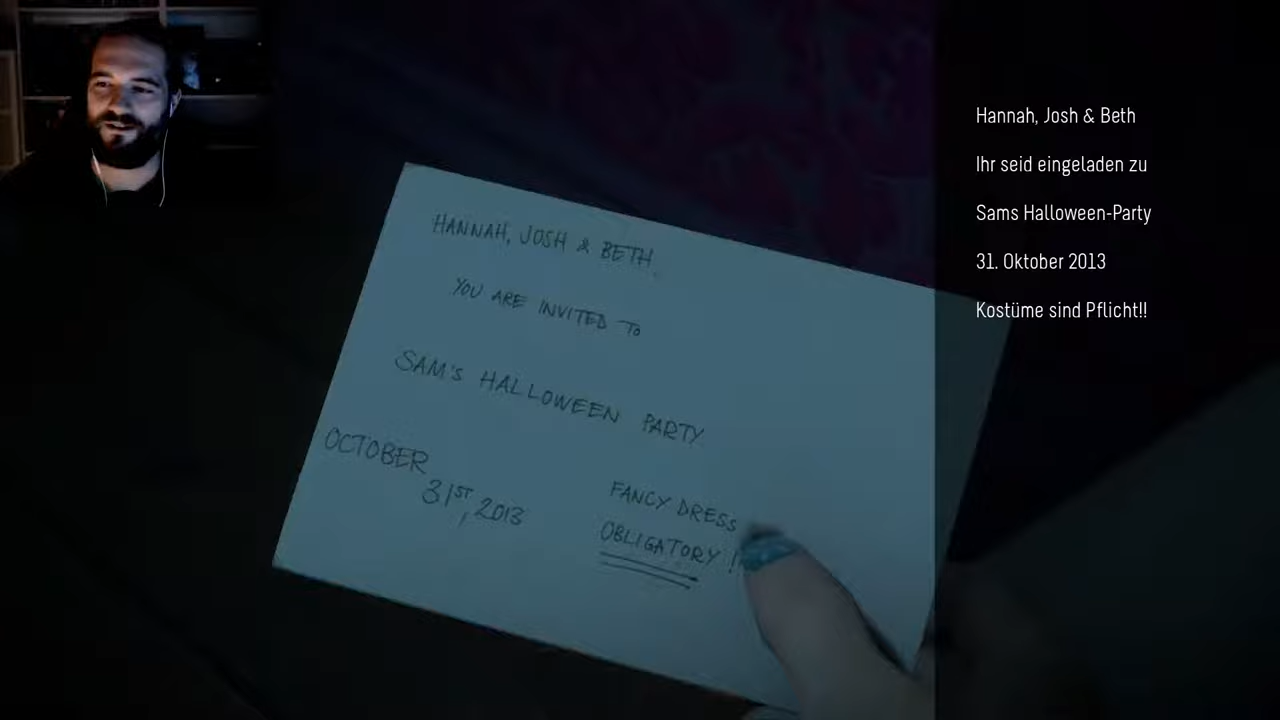 HANNAH, JOSH & BETH,
YOU ARE INVITED TO
SAM'S HALLOWEEN PARTY
OCTOBER
31ST, 2013
FANCY DRESS
OBLIGATORY !
Hannah, Josh & Beth
Ihr seid eingeladen zu
Sams Halloween-Party
31. Oktober 2013
Kostüme sind Pflicht!!